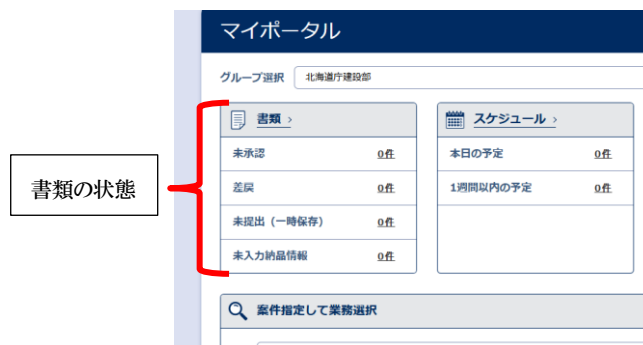 マイポータル
グループ選択 北海道庁建設部
書類 >
未承認 0件
差戻 0件
未提出（一時保存） 0件
未入力納品情報 0件
スケジュール >
本日の予定 0件
1週間以内の予定 0件
書類の状態
案件指定して業務選択